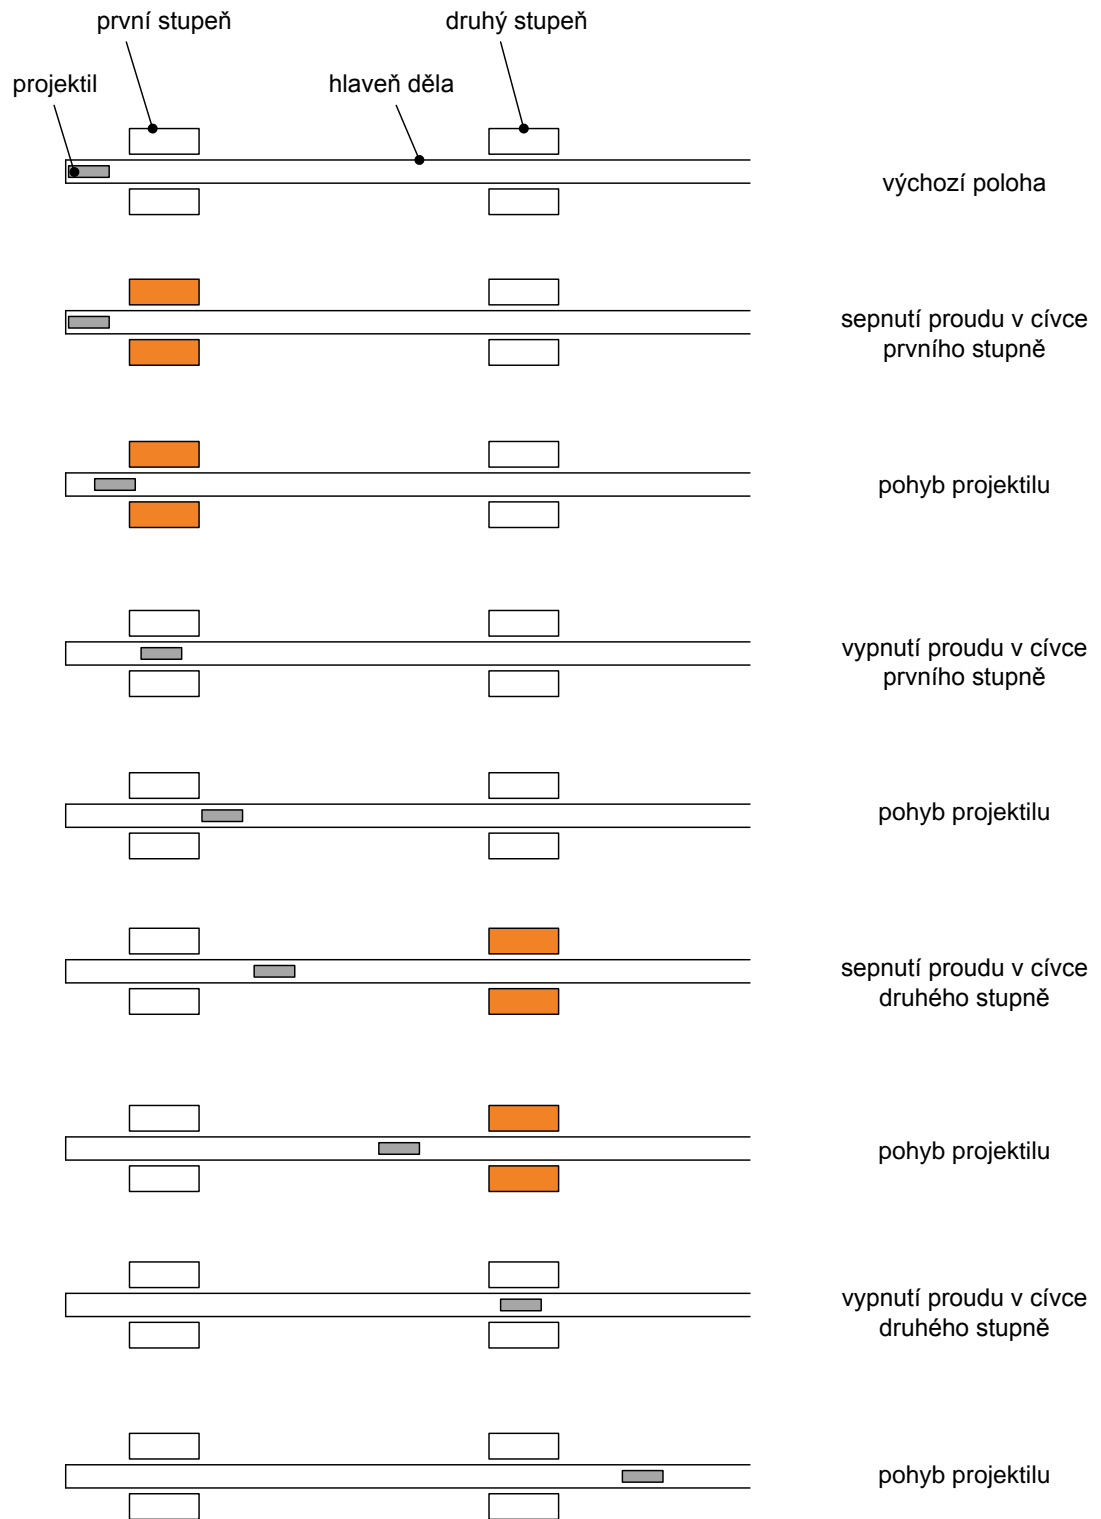 první stupeň
druhý stupeň
projektil
hlaveň děla
výchozí poloha
sepnutí proudu v cívce
prvního stupně
pohyb projektilu
vypnutí proudu v cívce
prvního stupně
pohyb projektilu
sepnutí proudu v cívce
druhého stupně
pohyb projektilu
vypnutí proudu v cívce
druhého stupně
pohyb projektilu